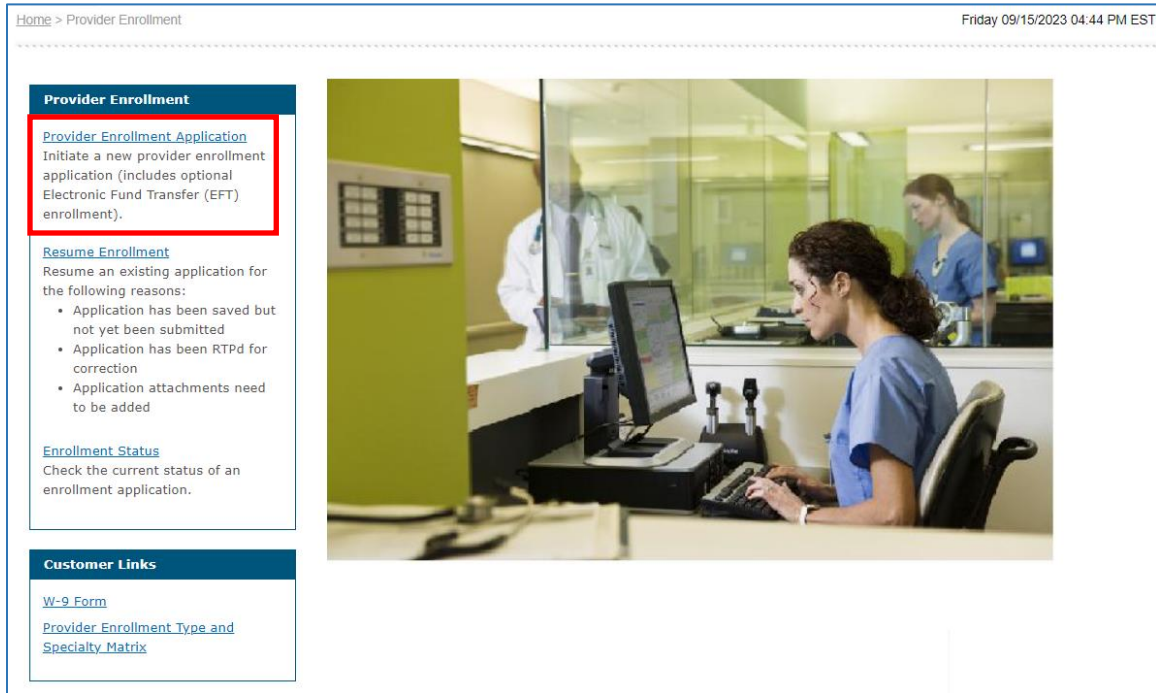 Home > Provider Enrollment
Friday 09/15/2023 04:44 PM EST
Provider Enrollment
Provider Enrollment Application
Initiate a new provider enrollment
application (includes optional
Electronic Fund Transfer (EFT)
enrollment).
Resume Enrollment
Resume an existing application for
the following reasons:
• Application has been saved but
not yet been submitted
• Application has been RTPd for
correction
• Application attachments need
to be added
Enrollment Status
Check the current status of an
enrollment application.
Customer Links
W-9 Form
Provider Enrollment Type and
Specialty Matrix